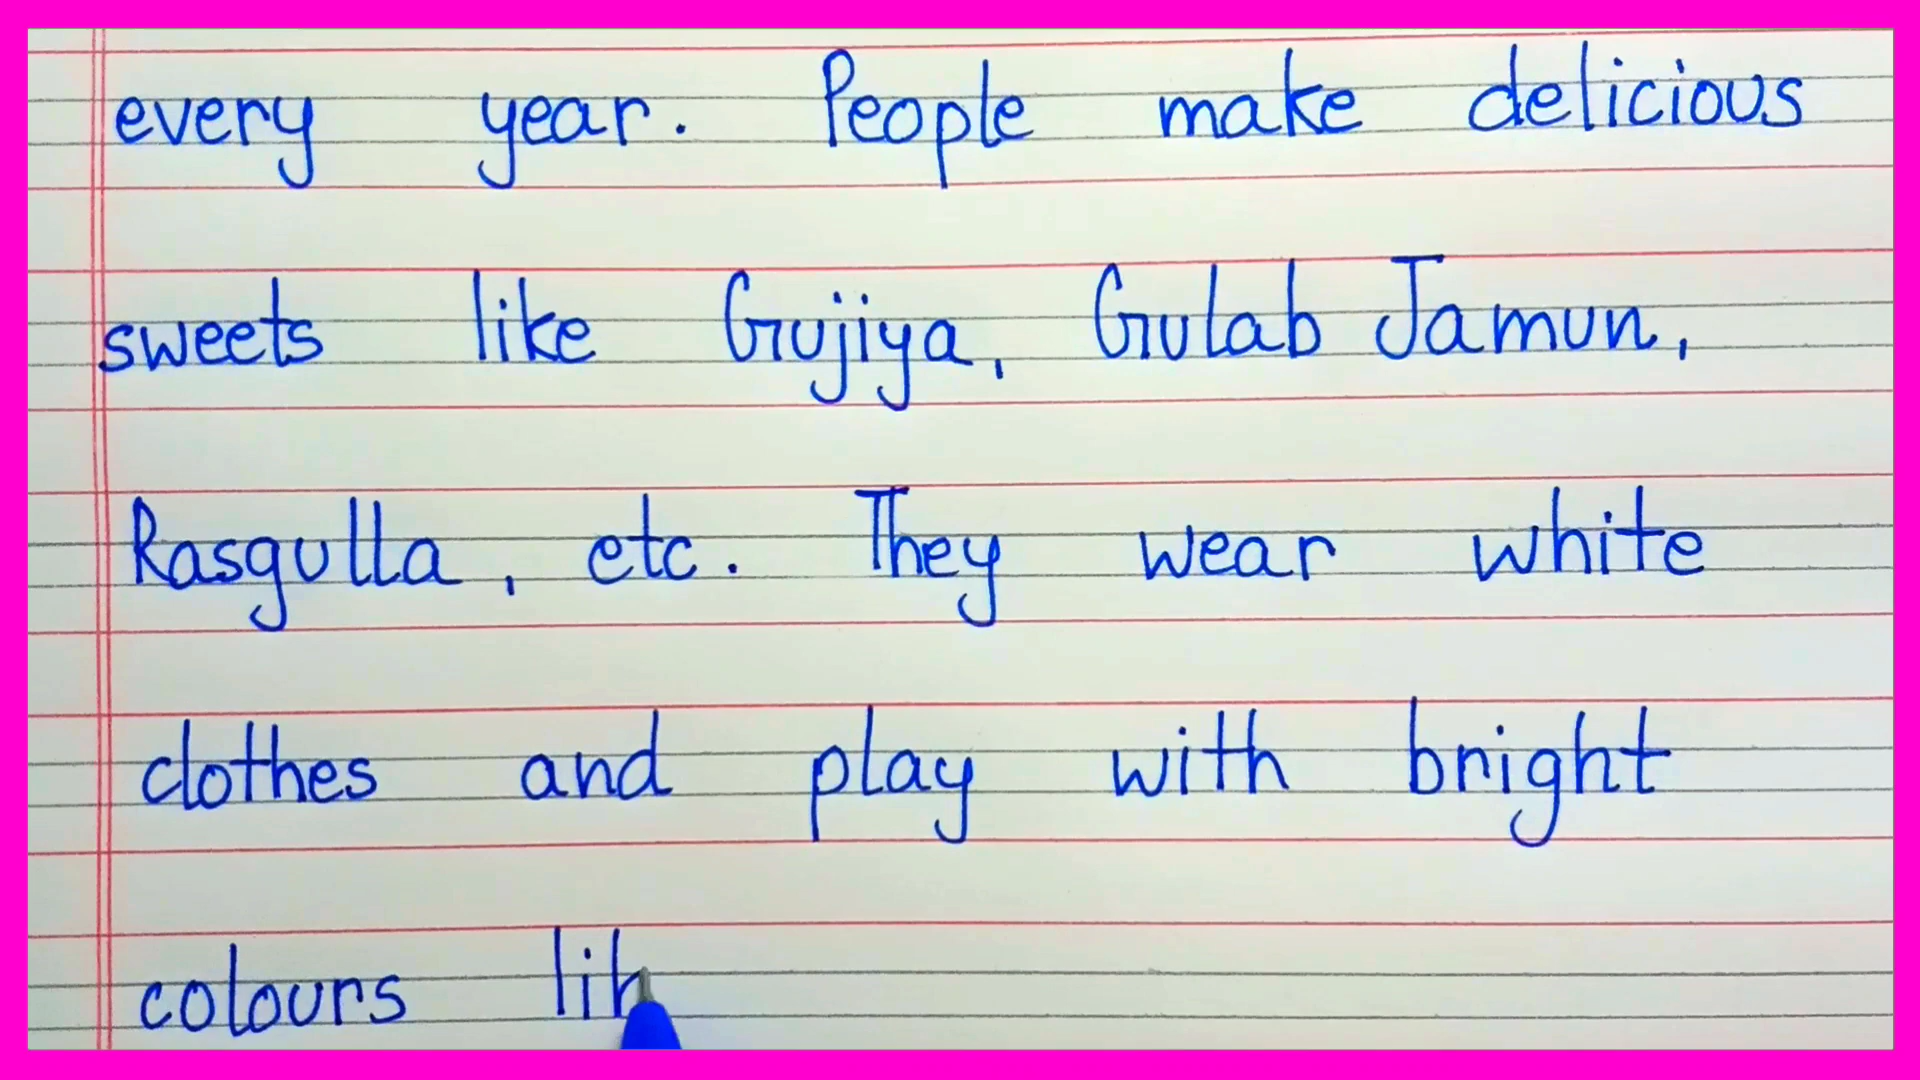 every year. People make delicious
sweets like Gujiya, Gulab Jamun,
Rasgulla, etc. They wear white
clothes and play with bright
colours